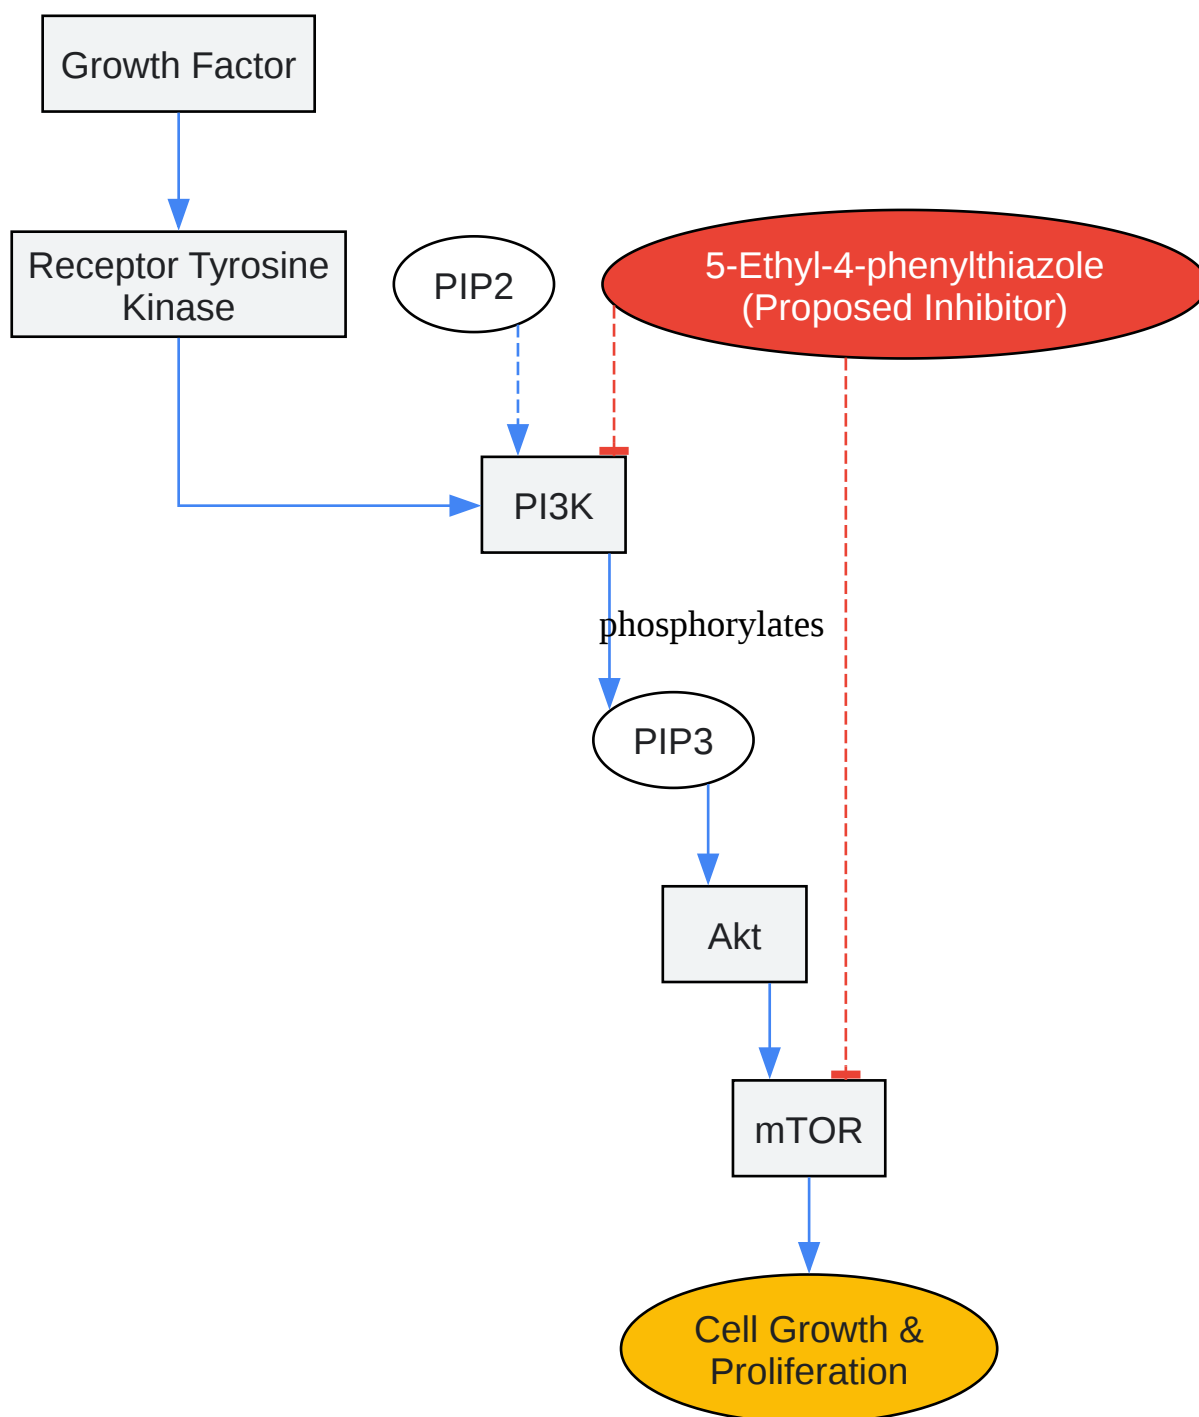 Growth Factor
Receptor Tyrosine
Kinase
PIP2
5-Ethyl-4-phenylthiazole
(Proposed Inhibitor)
PI3K
phosphorylates
PIP3
Akt
mTOR
Cell Growth &
Proliferation